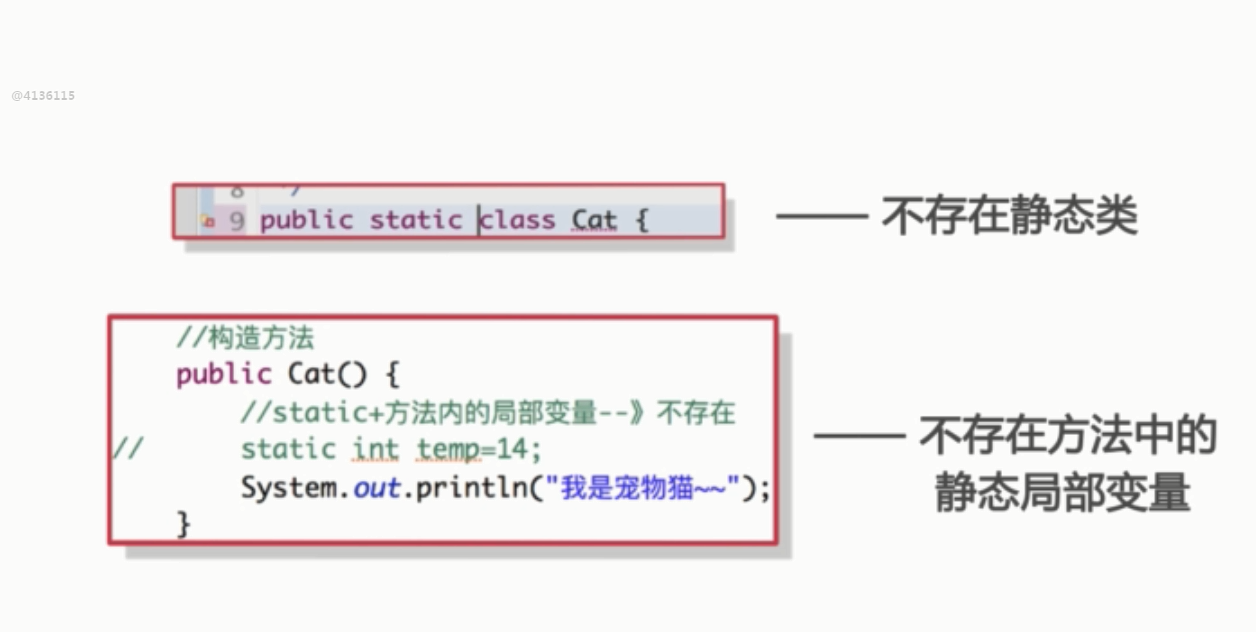 @4136115
8 */
9 public static class Cat {
不存在静态类
//构造方法
public Cat() {
//static+方法内的局部变量--》不存在
// static int temp=14;
System.out.println("我是宠物猫~~");
}
不存在方法中的
静态局部变量